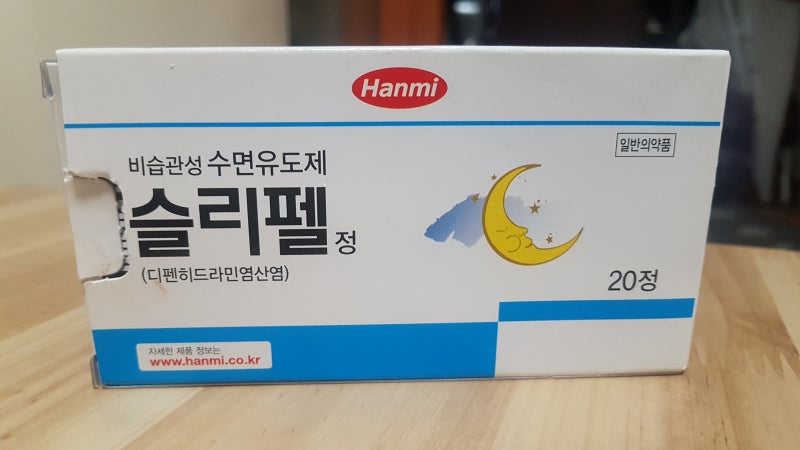 Hanmi
일반의약품
비습관성 수면유도제
슬리펠정
(디펜히드라민염산염)
20정
자세한 제품 정보는
www.hanmi.co.kr